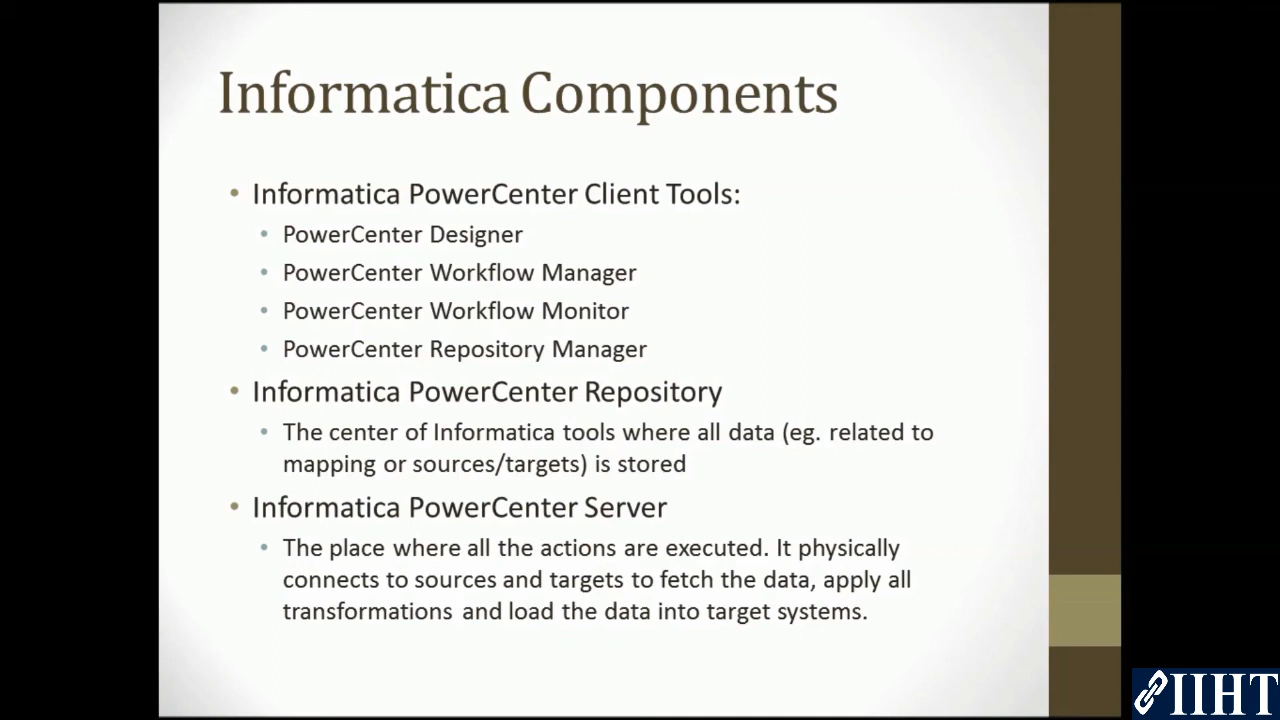 Informatica Components
• Informatica PowerCenter Client Tools:
• PowerCenter Designer
• PowerCenter Workflow Manager
• PowerCenter Workflow Monitor
• PowerCenter Repository Manager
• Informatica PowerCenter Repository
• The center of Informatica tools where all data (eg. related to
mapping or sources/targets) is stored
• Informatica PowerCenter Server
• The place where all the actions are executed. It physically
connects to sources and targets to fetch the data, apply all
transformations and load the data into target systems.
IIHT